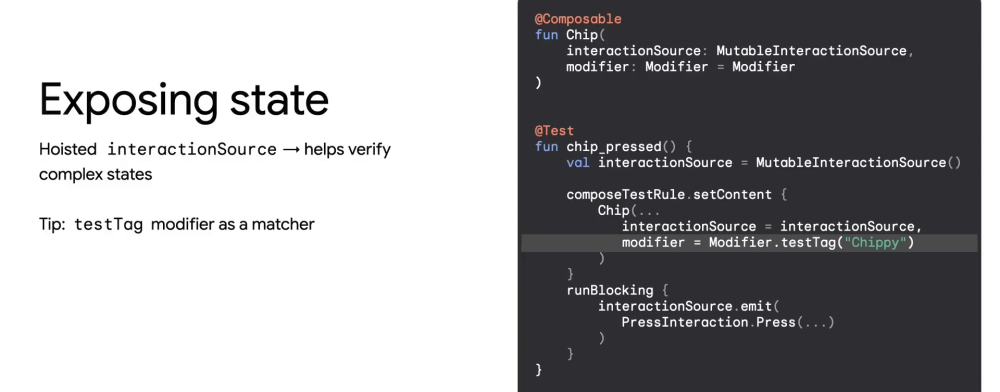 Exposing state
Hoisted interactionSource → helps verify
complex states
Tip: testTag modifier as a matcher
@Composable
fun Chip(
    interactionSource: MutableInteractionSource,
    modifier: Modifier = Modifier
)
@Test
fun chip_pressed() {
    val interactionSource = MutableInteractionSource()
    composeTestRule.setContent {
        Chip(...
            interactionSource = interactionSource,
            modifier = Modifier.testTag("Chippy")
        )
    }
    runBlocking {
        interactionSource.emit(
            PressInteraction.Press(...)
        )
    }
}